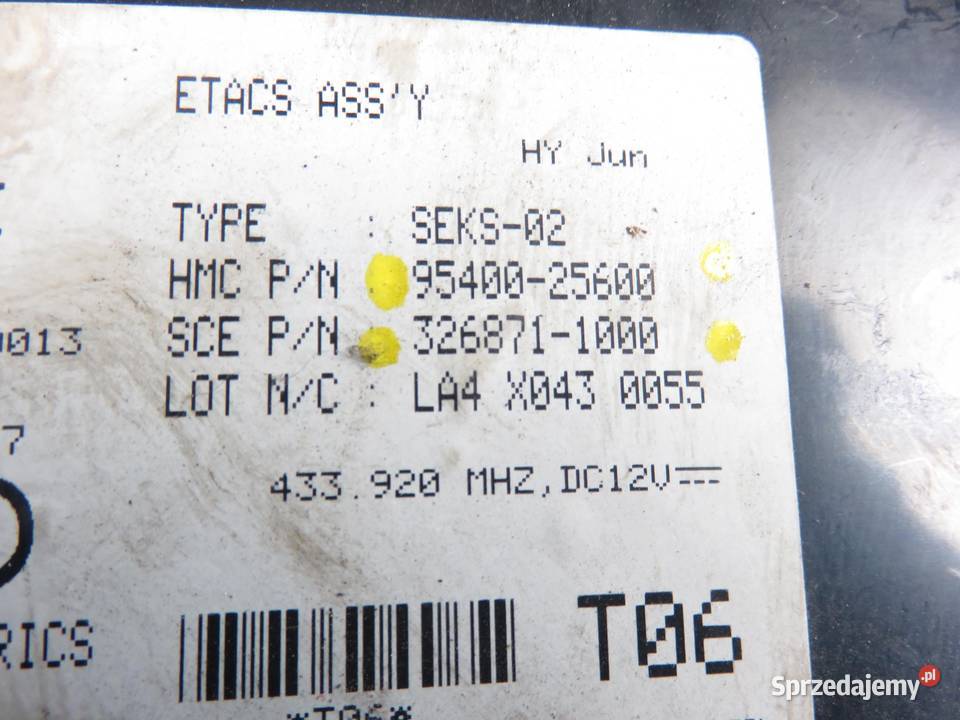 ETACS ASS'Y
HY Jun
TYPE : SEKS-02
HMC P/N 95400-25600
SCE P/N 326871-1000
0013
LOT N/C : LA4 X043 0055
7
433.920 MHZ,DC12V
T06
RICS
*T06*
Sprzedajemy.pl